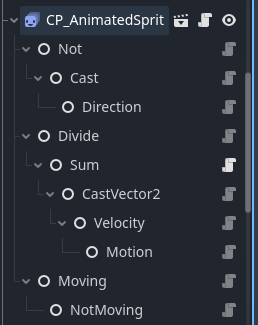 CP_AnimatedSprit
Not
Cast
Direction
Divide
Sum
CastVector2
Velocity
Motion
Moving
NotMoving